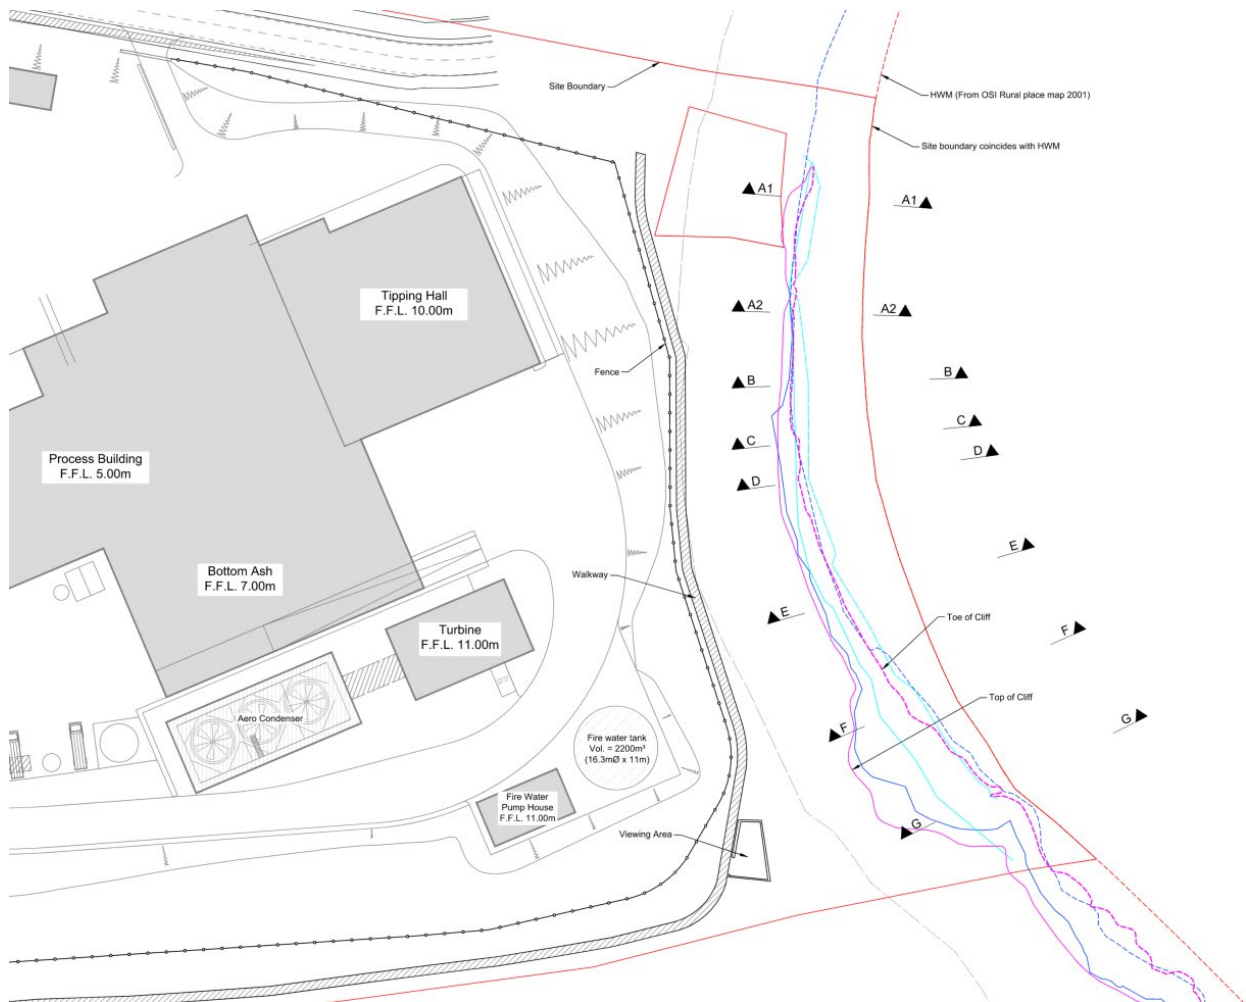 Site Boundary
HWM (From OSI Rural place map 2001)
Site boundary coincides with HWM
A1
A1
Tipping Hall
F.F.L. 10.00m
A2
A2
Fence
B
B
C
C
D
D
Process Building
F.F.L. 5.00m
E
Bottom Ash
F.F.L. 7.00m
Walkway
E
Toe of Cliff
Turbine
F.F.L. 11.00m
F
Top of Cliff
Aero Condenser
G
F
Fire water tank
Vol. = 2200m³
(16.3mØ x 11m)
Fire Water
Pump House
F.F.L. 11.00m
G
Viewing Area